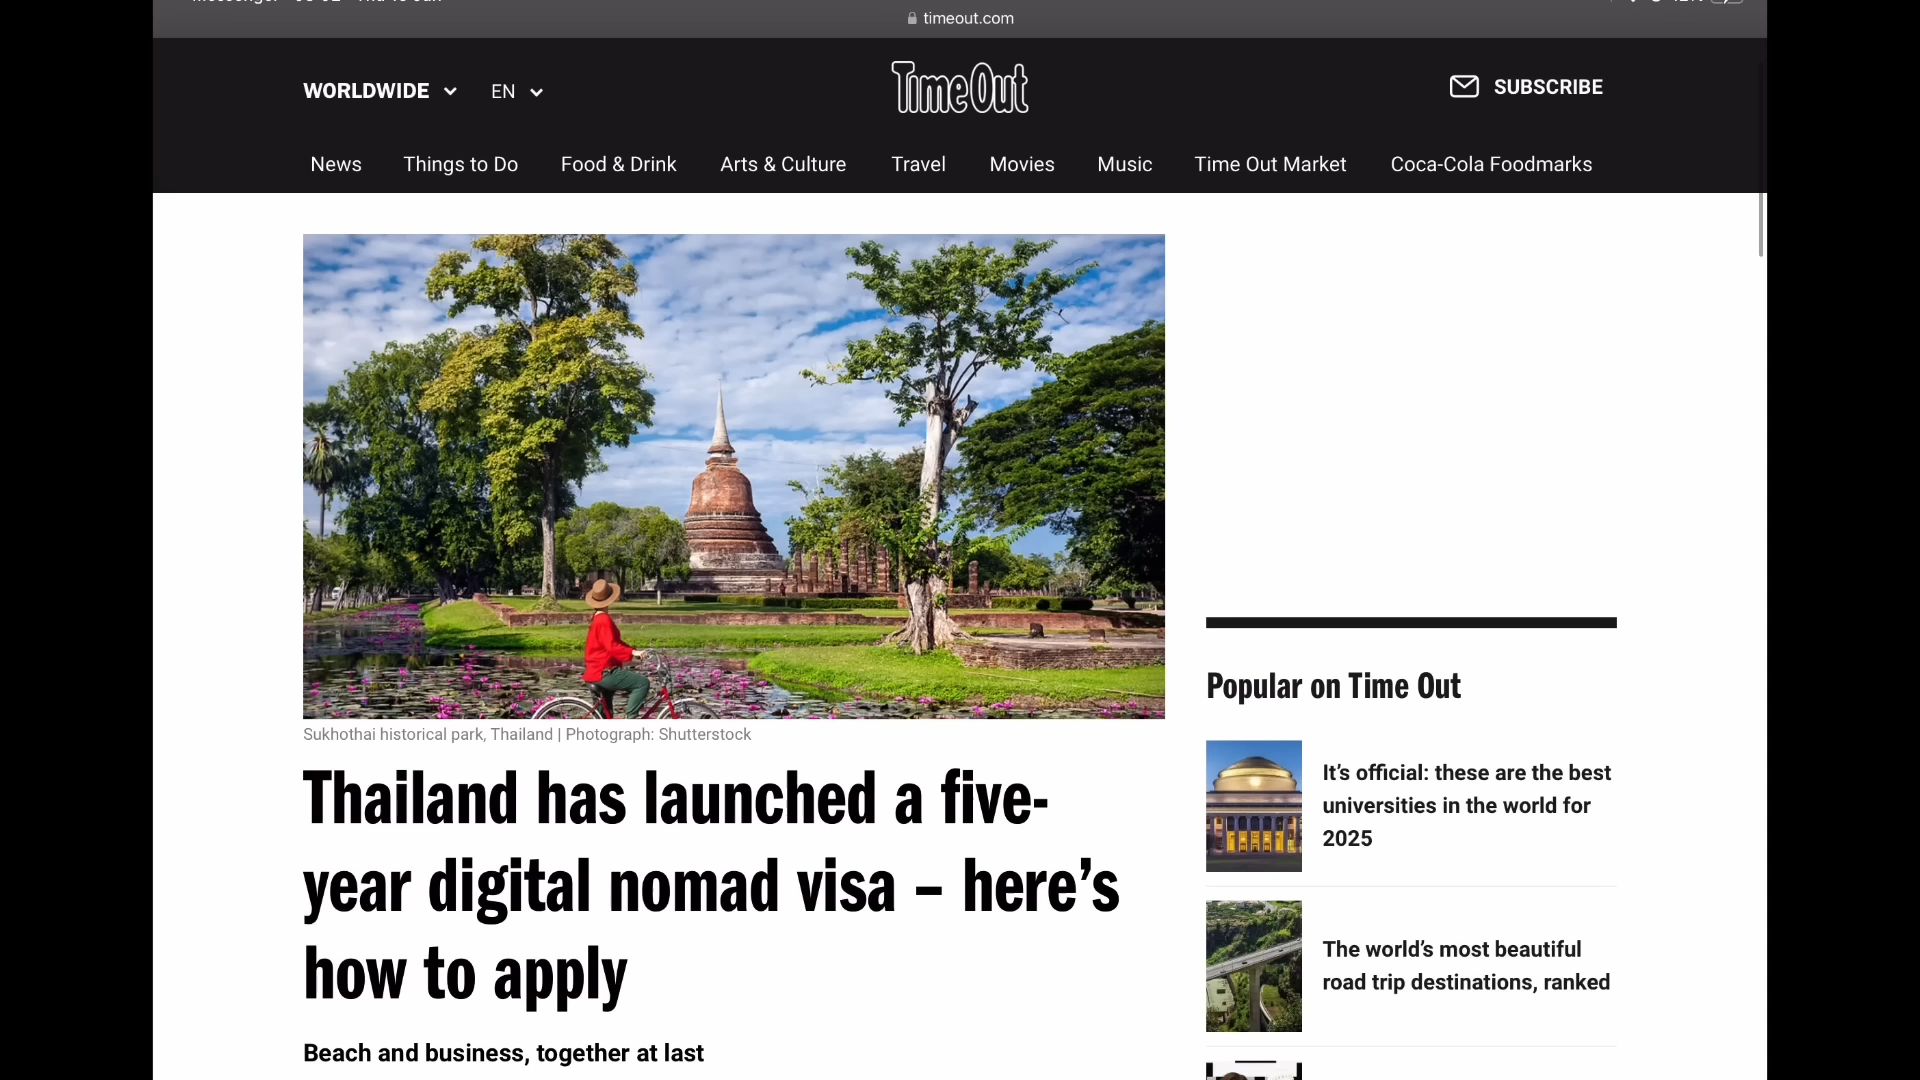 timeout.com
WORLDWIDE
EN
TimeOut
SUBSCRIBE
News
Things to Do
Food & Drink
Arts & Culture
Travel
Movies
Music
Time Out Market
Coca-Cola Foodmarks
Sukhothai historical park, Thailand | Photograph: Shutterstock
Thailand has launched a five-
year digital nomad visa – here’s
how to apply
Beach and business, together at last
Popular on Time Out
It’s official: these are the best
universities in the world for
2025
The world’s most beautiful
road trip destinations, ranked